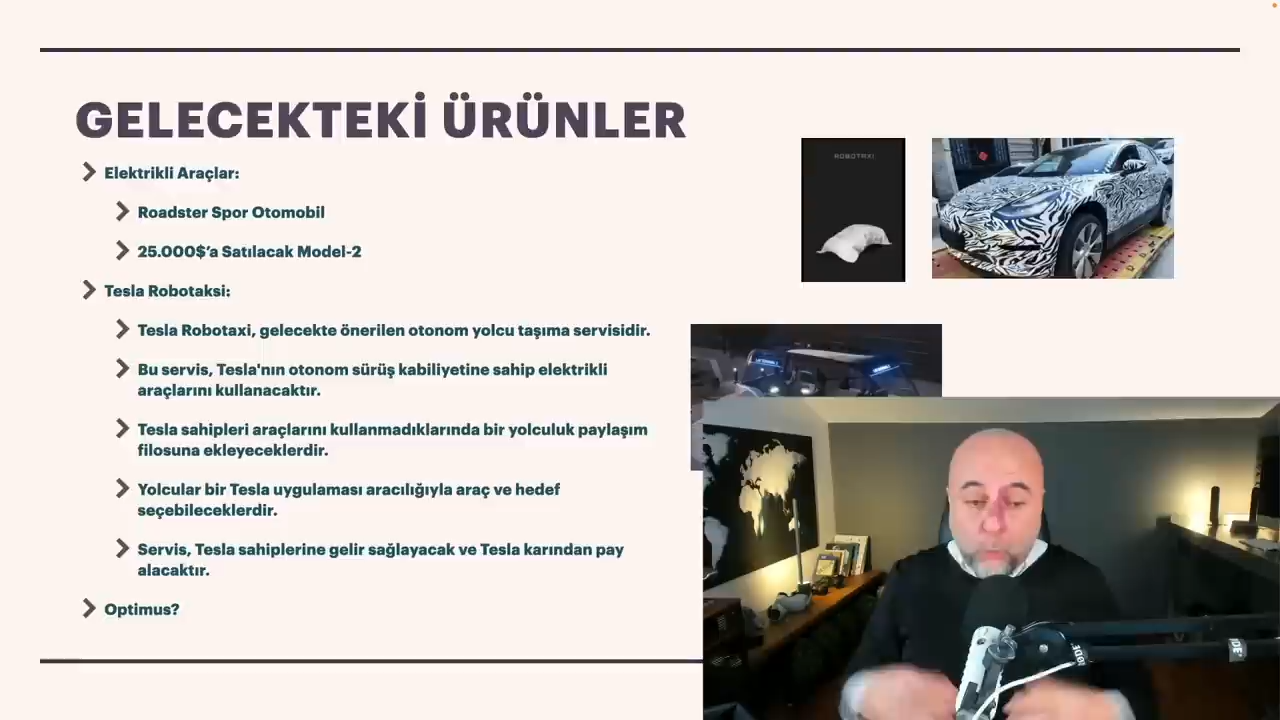 GELECEKTEKİ ÜRÜNLER
Elektrikli Araçlar:
Roadster Spor Otomobil
25.000$'a Satılacak Model-2
Tesla Robotaksi:
Tesla Robotaxi, gelecekte önerilen otonom yolcu taşıma servisidir.
Bu servis, Tesla'nın otonom sürüş kabiliyetine sahip elektrikli
araçlarını kullanacaktır.
Tesla sahipleri araçlarını kullanmadıklarında bir yolculuk paylaşım
filosuna ekleyeceklerdir.
Yolcular bir Tesla uygulaması aracılığıyla araç ve hedef
seçebileceklerdir.
Servis, Tesla sahiplerine gelir sağlayacak ve Tesla karından pay
alacaktır.
Optimus?
ROBOTAXI